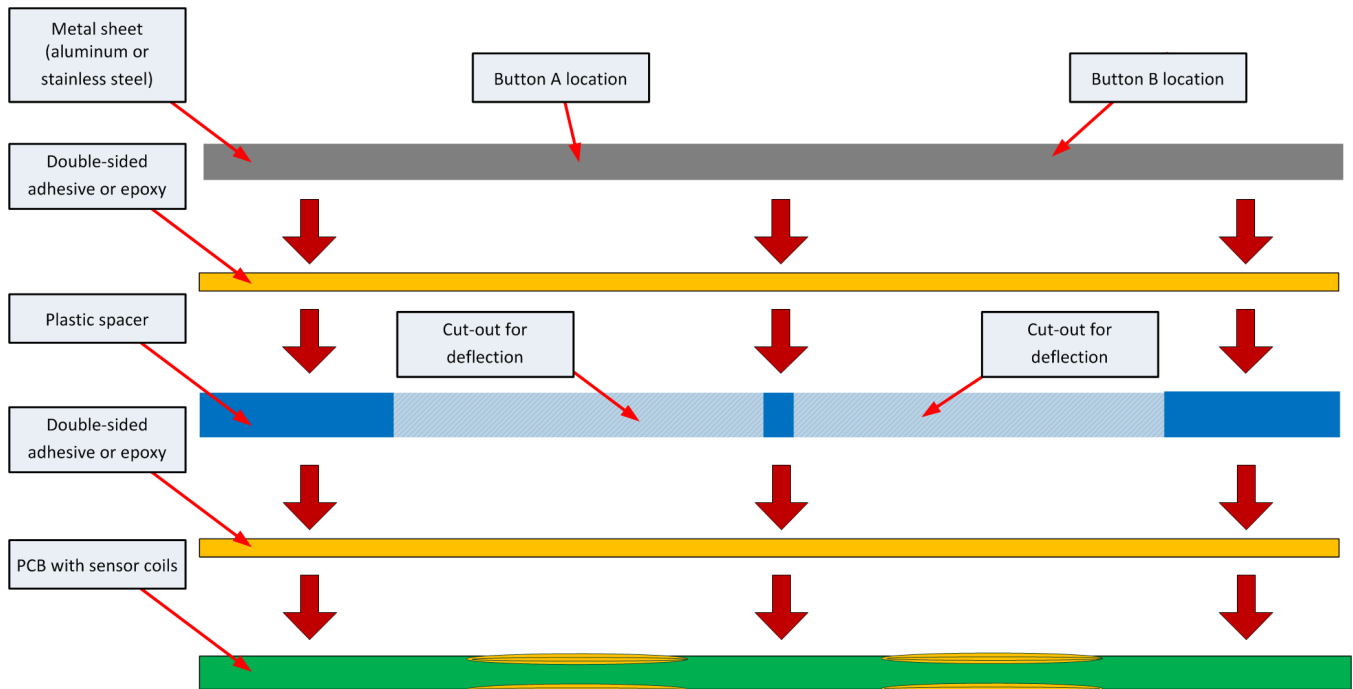 Metal sheet
(aluminum or
stainless steel)
Button A location
Button B location
Double-sided
adhesive or epoxy
Plastic spacer
Cut-out for
deflection
Cut-out for
deflection
Double-sided
adhesive or epoxy
PCB with sensor coils